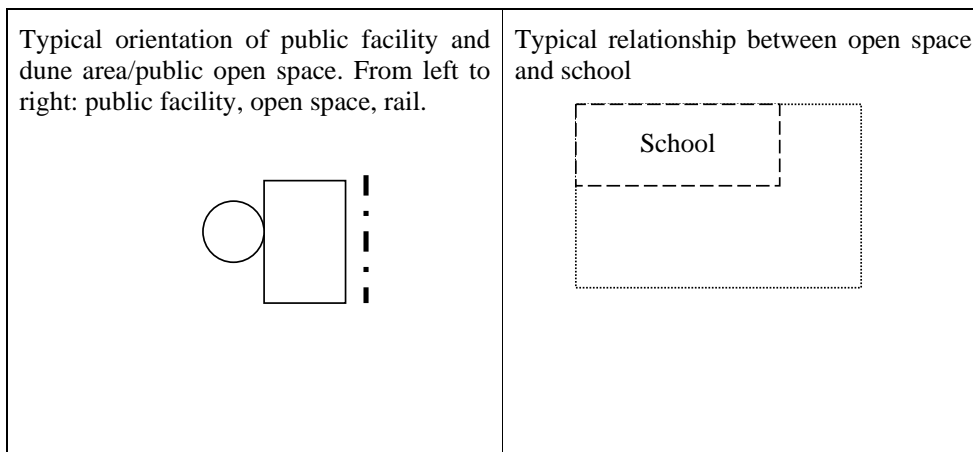 Typical orientation of public facility and
dune area/public open space. From left to
right: public facility, open space, rail.
Typical relationship between open space
and school
School